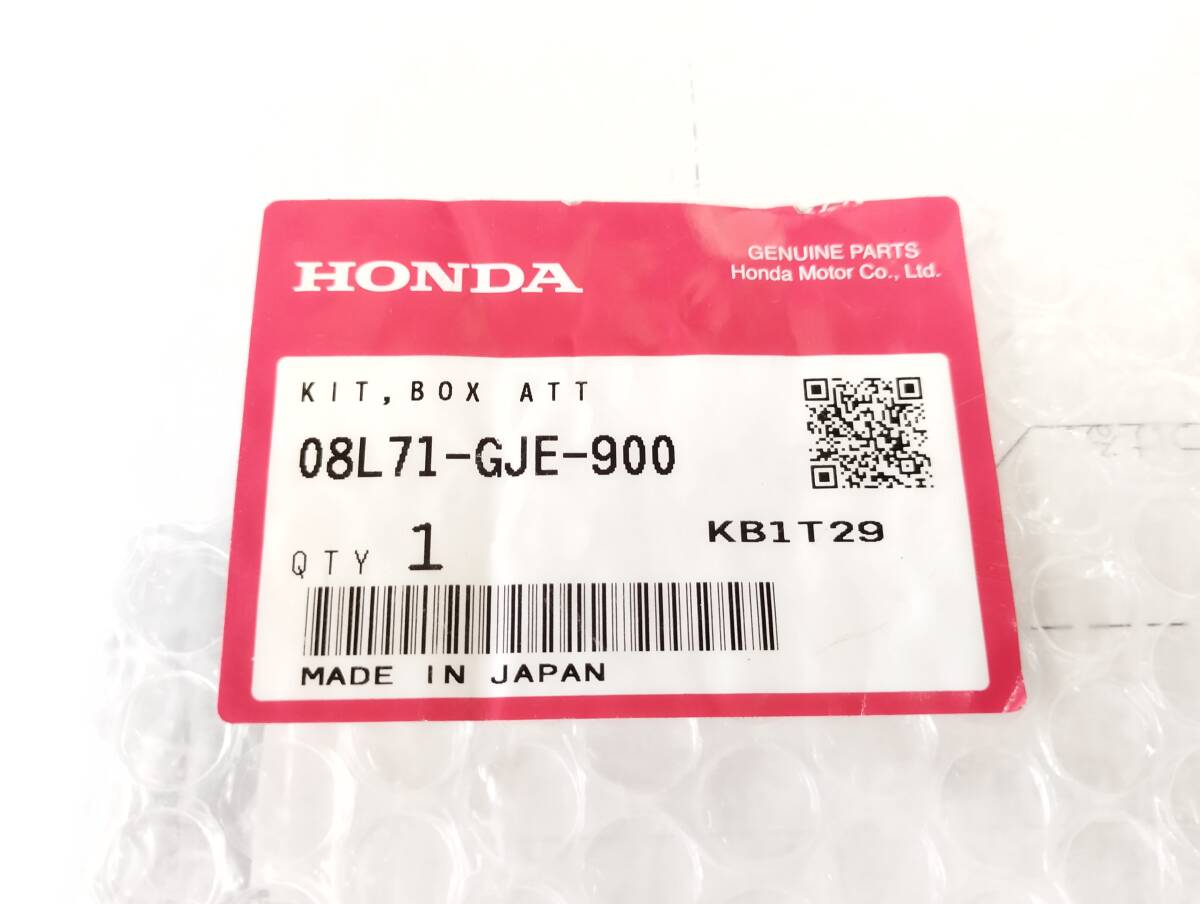 HONDA
GENUINE PARTS
Honda Motor Co., Ltd.
KIT, BOX ATT
08L71-GJE-900
KB1T29
QTY 1
MADE IN JAPAN